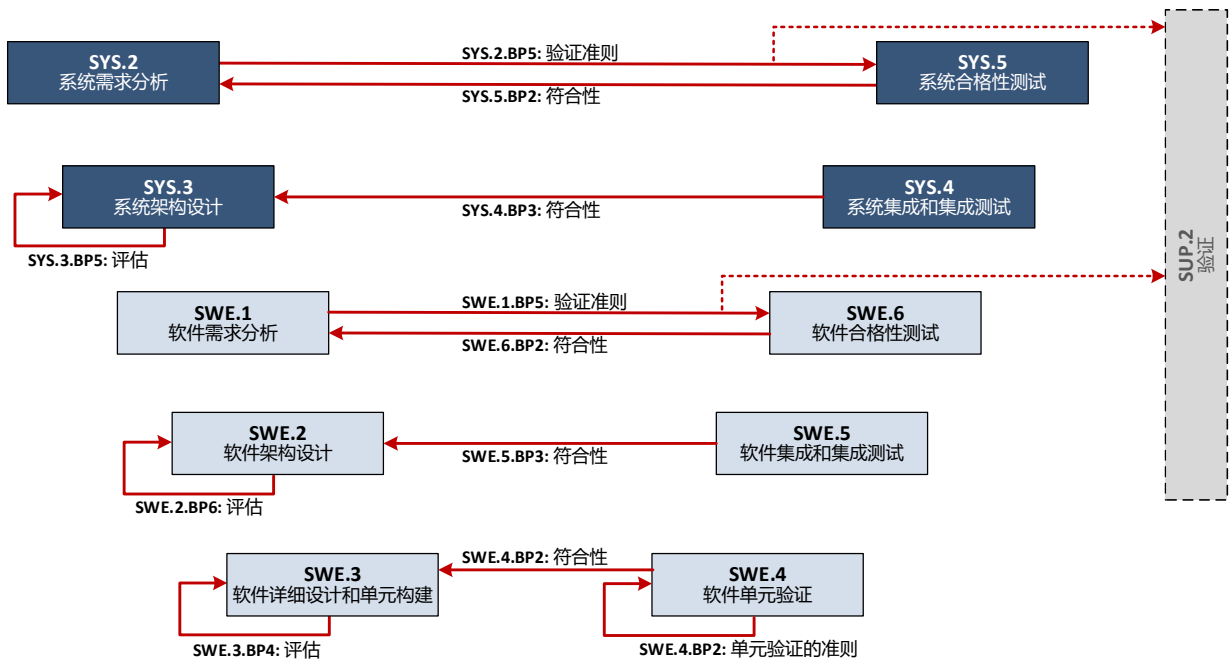 SYS.2
系统需求分析
SYS.2.BP5: 验证准则
SYS.5.BP2: 符合性
SYS.5
系统合格性测试
SYS.3
系统架构设计
SYS.3.BP5: 评估
SYS.4.BP3: 符合性
SYS.4
系统集成和集成测试
SUP.2
验证
SWE.1
软件需求分析
SWE.1.BP5: 验证准则
SWE.6.BP2: 符合性
SWE.6
软件合格性测试
SWE.2
软件架构设计
SWE.2.BP6: 评估
SWE.5.BP3: 符合性
SWE.5
软件集成和集成测试
SWE.3
软件详细设计和单元构建
SWE.3.BP4: 评估
SWE.4.BP2: 符合性
SWE.4
软件单元验证
SWE.4.BP2: 单元验证的准则